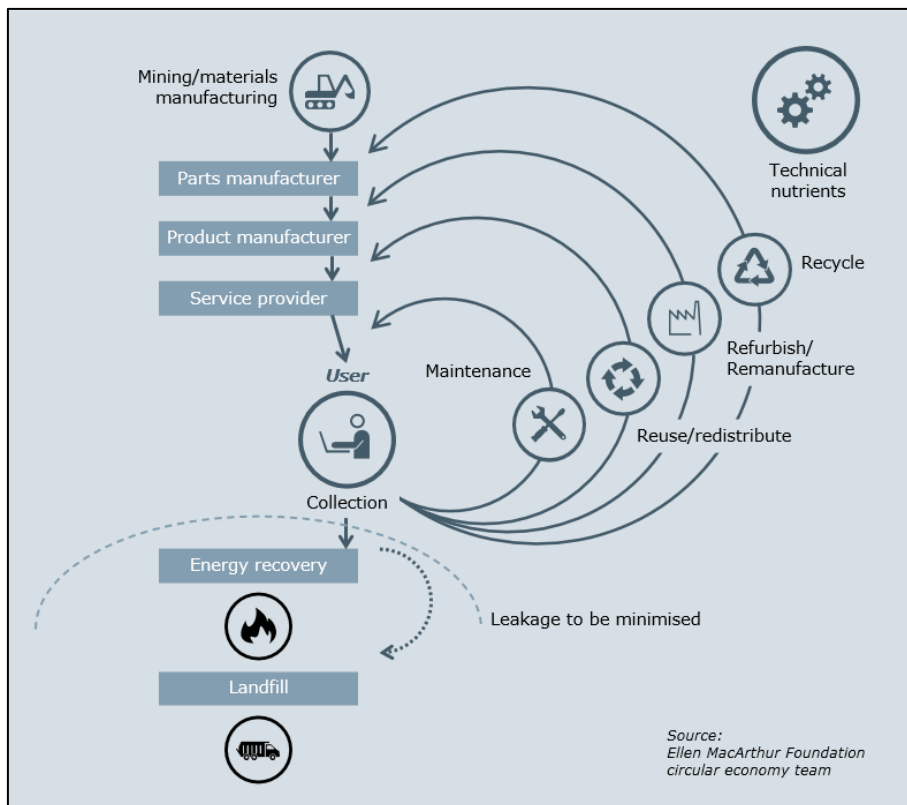 Mining/materials
manufacturing
Technical
nutrients
Parts manufacturer
Product manufacturer
Recycle
Service provider
Refurbish/
Remanufacture
User
Maintenance
Reuse/redistribute
Collection
Energy recovery
Leakage to be minimised
Landfill
Source:
Ellen MacArthur Foundation
circular economy team